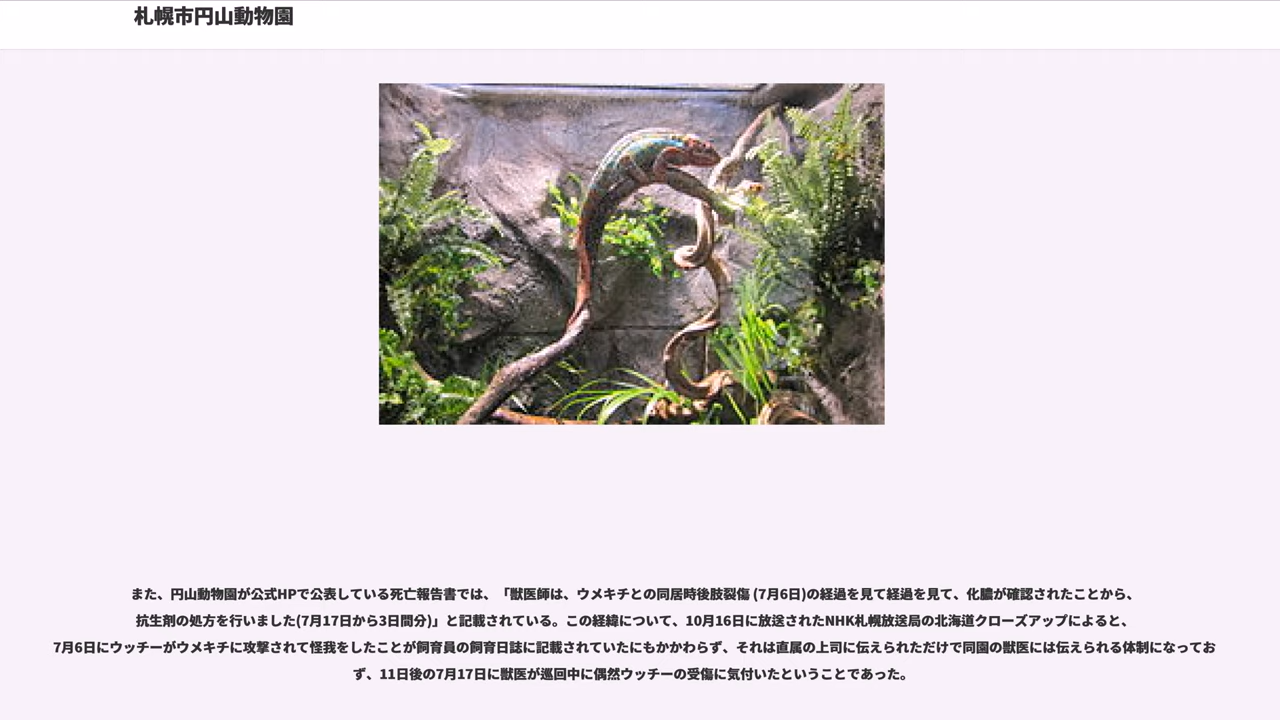 札幌市円山動物園
また、円山動物園が公式HPで公表している死亡報告書では、「獣医師は、ウメキチとの同居時後肢裂傷 (7月6日)の経過を見て経過を見て、化膿が確認されたことから、
抗生剤の処方を行いました(7月17日から3日間分)」と記載されている。この経緯について、10月16日に放送されたNHK札幌放送局の北海道クローズアップによると、
7月6日にウッチーがウメキチに攻撃されて怪我をしたことが飼育員の飼育日誌に記載されていたにもかかわらず、それは直属の上司に伝えられただけで同園の獣医には伝えられる体制になってお
ず、11日後の7月17日に獣医が巡回中に偶然ウッチーの受傷に気付いたということであった。